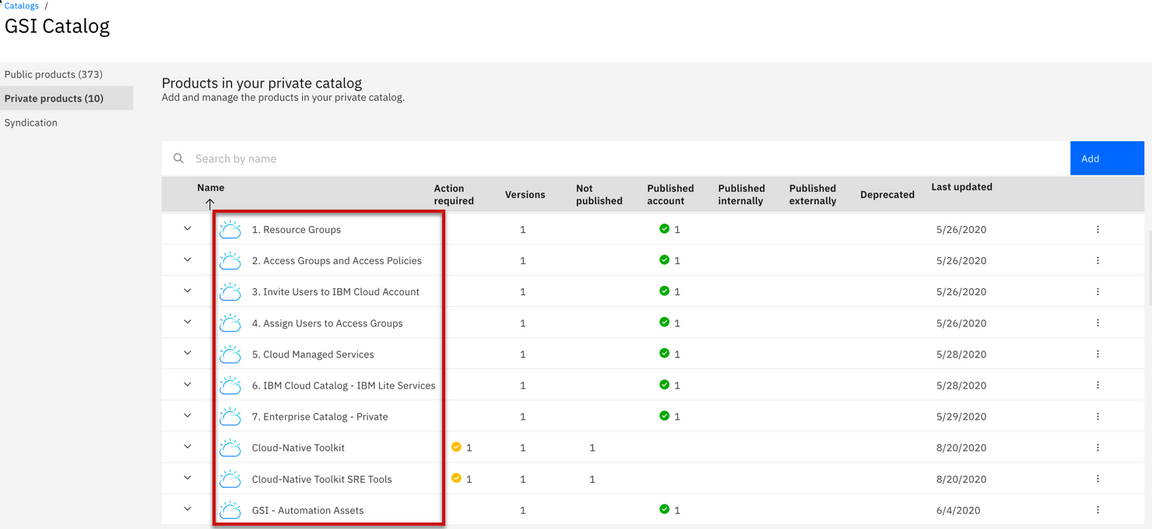 Catalogs /
GSI Catalog
Public products (373)
Private products (10)
Syndication
Products in your private catalog
Add and manage the products in your private catalog.
Search by name
Add
Name Action required Versions Not published Published account Published internally Published externally Deprecated Last updated
1. Resource Groups 1 1 5/26/2020
2. Access Groups and Access Policies 1 1 5/26/2020
3. Invite Users to IBM Cloud Account 1 1 5/26/2020
4. Assign Users to Access Groups 1 1 5/26/2020
5. Cloud Managed Services 1 1 5/28/2020
6. IBM Cloud Catalog - IBM Lite Services 1 1 5/28/2020
7. Enterprise Catalog - Private 1 1 5/29/2020
Cloud-Native Toolkit 1 1 1 8/20/2020
Cloud-Native Toolkit SRE Tools 1 1 1 8/20/2020
GSI - Automation Assets 1 1 6/4/2020